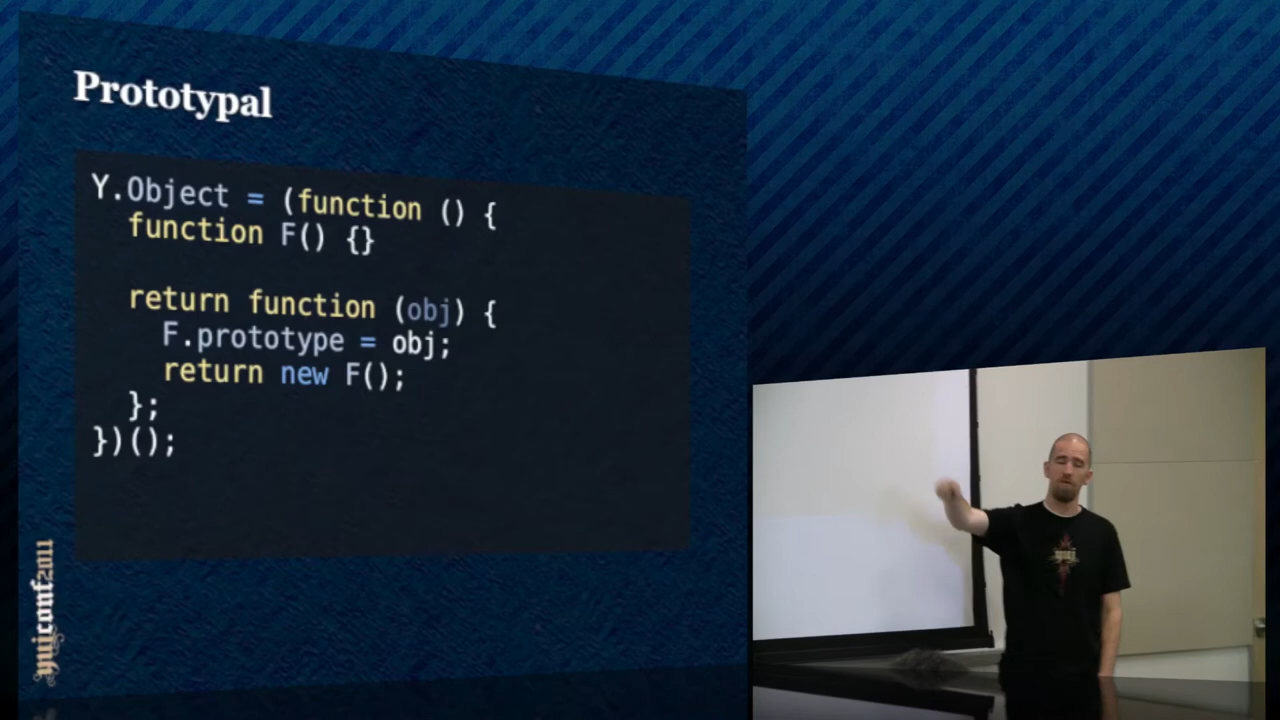 Prototypal
Y.Object = (function () {
function F() {}
return function (obj) {
F.prototype = obj;
return new F();
};
})();
yuiconf2011